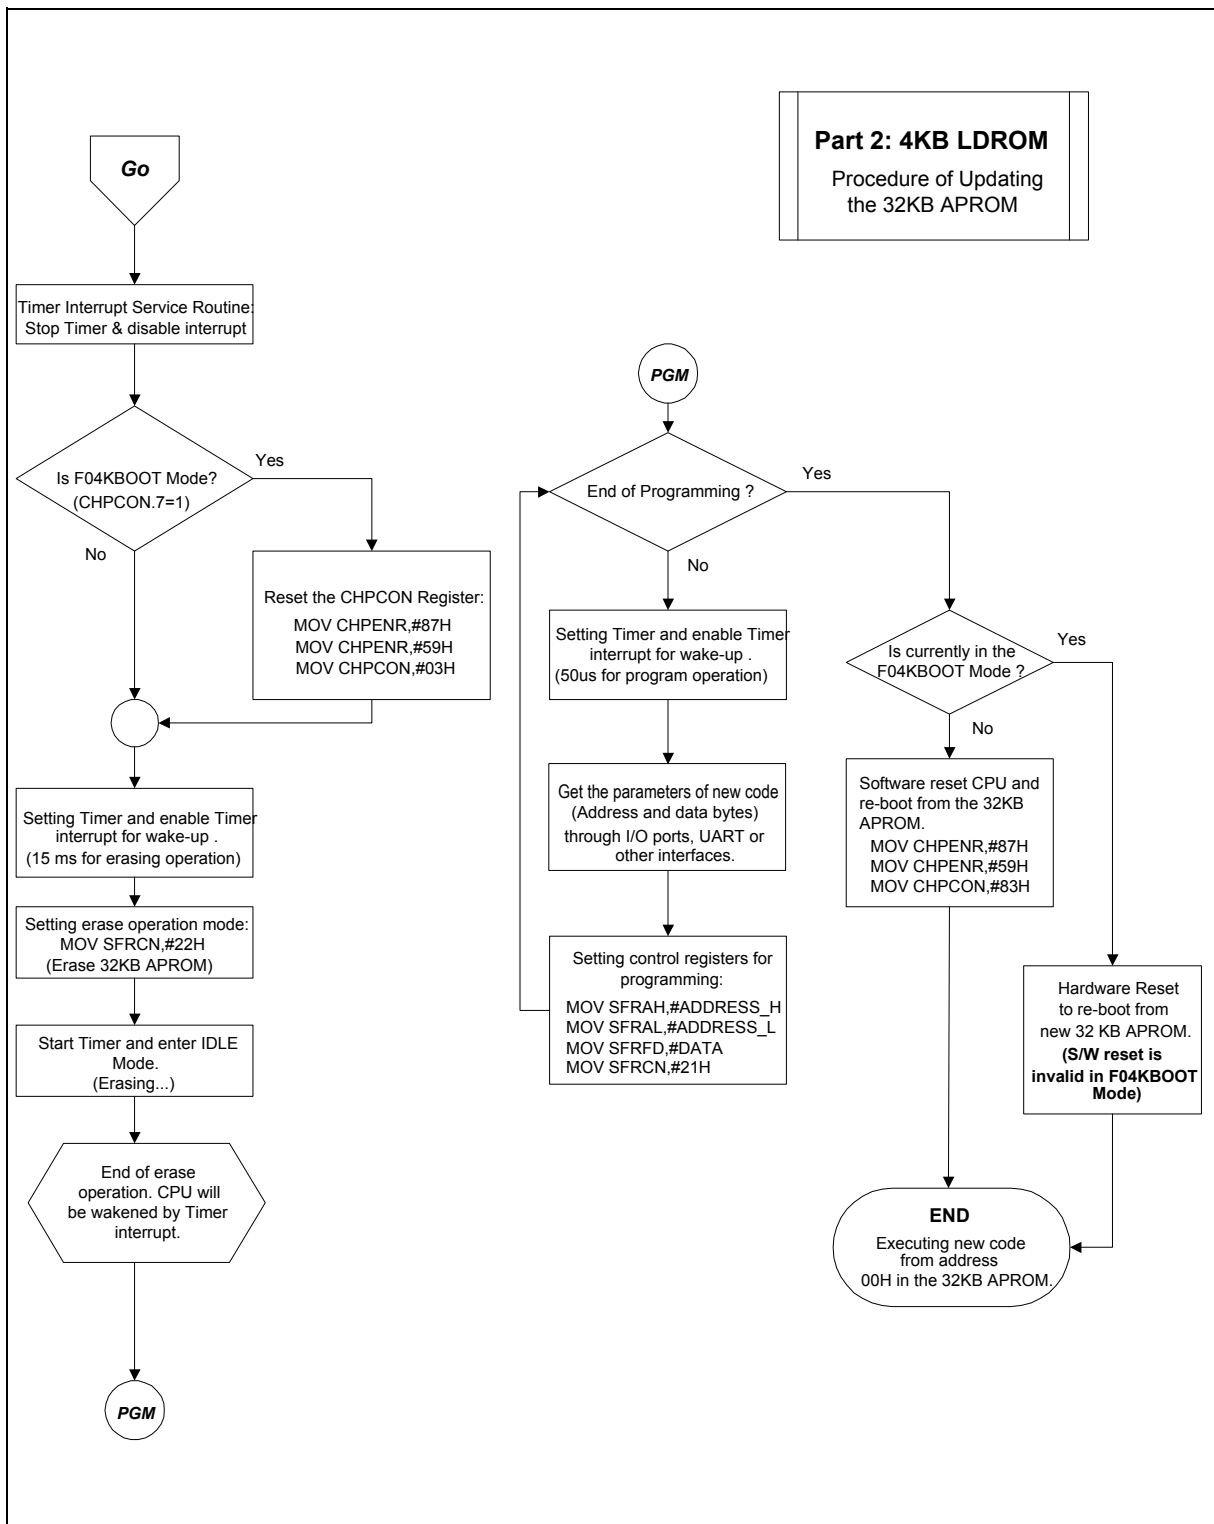 Part 2: 4KB LDROM
Procedure of Updating
the 32KB APROM
Go
Timer Interrupt Service Routine:
Stop Timer & disable interrupt
Is F04KBOOT Mode?
(CHPCON.7=1)
Yes
No
Reset the CHPCON Register:
MOV CHPENR,#87H
MOV CHPENR,#59H
MOV CHPCON,#03H
Setting Timer and enable Timer
interrupt for wake-up .
(15 ms for erasing operation)
Setting erase operation mode:
MOV SFRCN,#22H
(Erase 32KB APROM)
Start Timer and enter IDLE
Mode.
(Erasing...)
End of erase
operation. CPU will
be wakened by Timer
interrupt.
PGM
PGM
End of Programming ?
Yes
No
Setting Timer and enable Timer
interrupt for wake-up .
(50us for program operation)
Get the parameters of new code
(Address and data bytes)
through I/O ports, UART or
other interfaces.
Setting control registers for
programming:
MOV SFRAH,#ADDRESS_H
MOV SFRAL,#ADDRESS_L
MOV SFRFD,#DATA
MOV SFRCN,#21H
Is currently in the
F04KBOOT Mode ?
Yes
No
Software reset CPU and
re-boot from the 32KB
APROM.
MOV CHPENR,#87H
MOV CHPENR,#59H
MOV CHPCON,#83H
Hardware Reset
to re-boot from
new 32 KB APROM.
(S/W reset is
invalid in F04KBOOT
Mode)
END
Executing new code
from address
00H in the 32KB APROM.